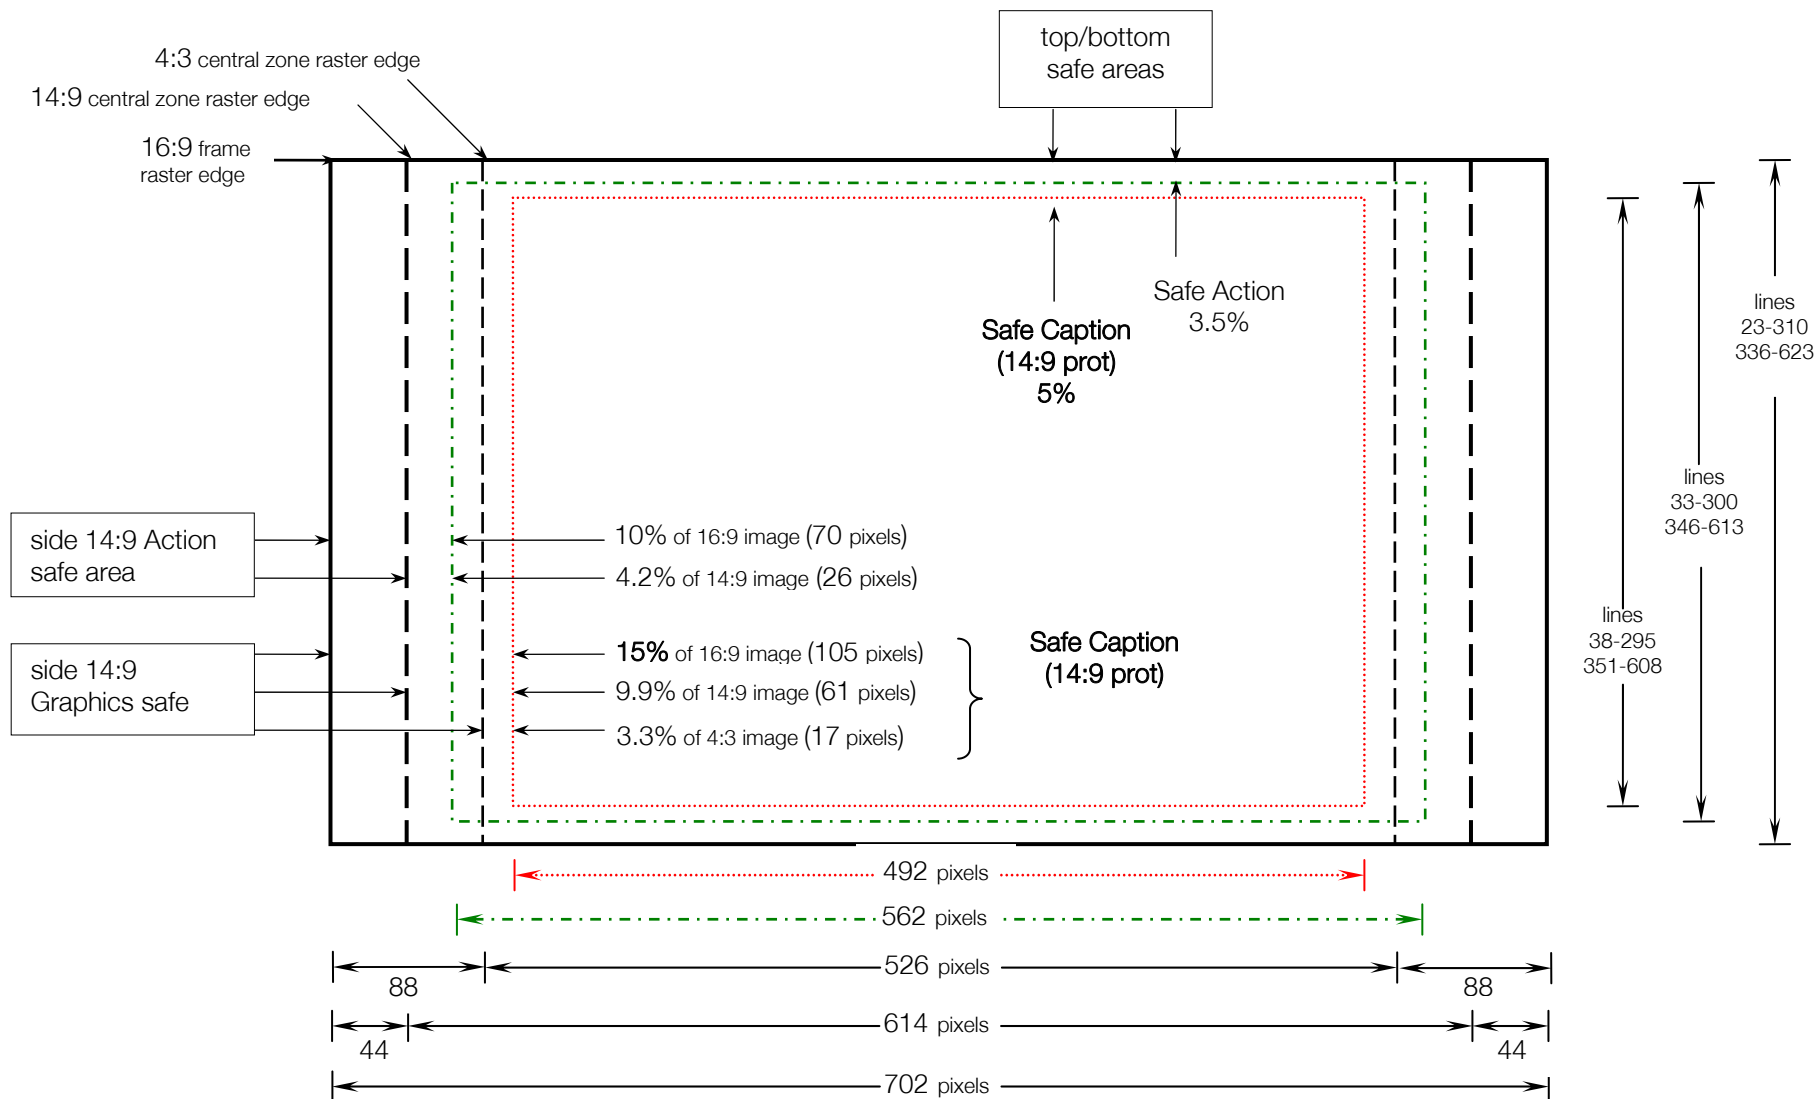 top/bottom
safe areas
4:3 central zone raster edge
14:9 central zone raster edge
16:9 frame
raster edge
Safe Action
3.5%
Safe Caption
(14:9 prot)
5%
lines
23-310
336-623
lines
33-300
346-613
lines
38-295
351-608
side 14:9 Action
safe area
10% of 16:9 image (70 pixels)
4.2% of 14:9 image (26 pixels)
side 14:9
Graphics safe
15% of 16:9 image (105 pixels)
9.9% of 14:9 image (61 pixels)
3.3% of 4:3 image (17 pixels)
Safe Caption
(14:9 prot)
492 pixels
562 pixels
526 pixels
88
88
614 pixels
44
44
702 pixels